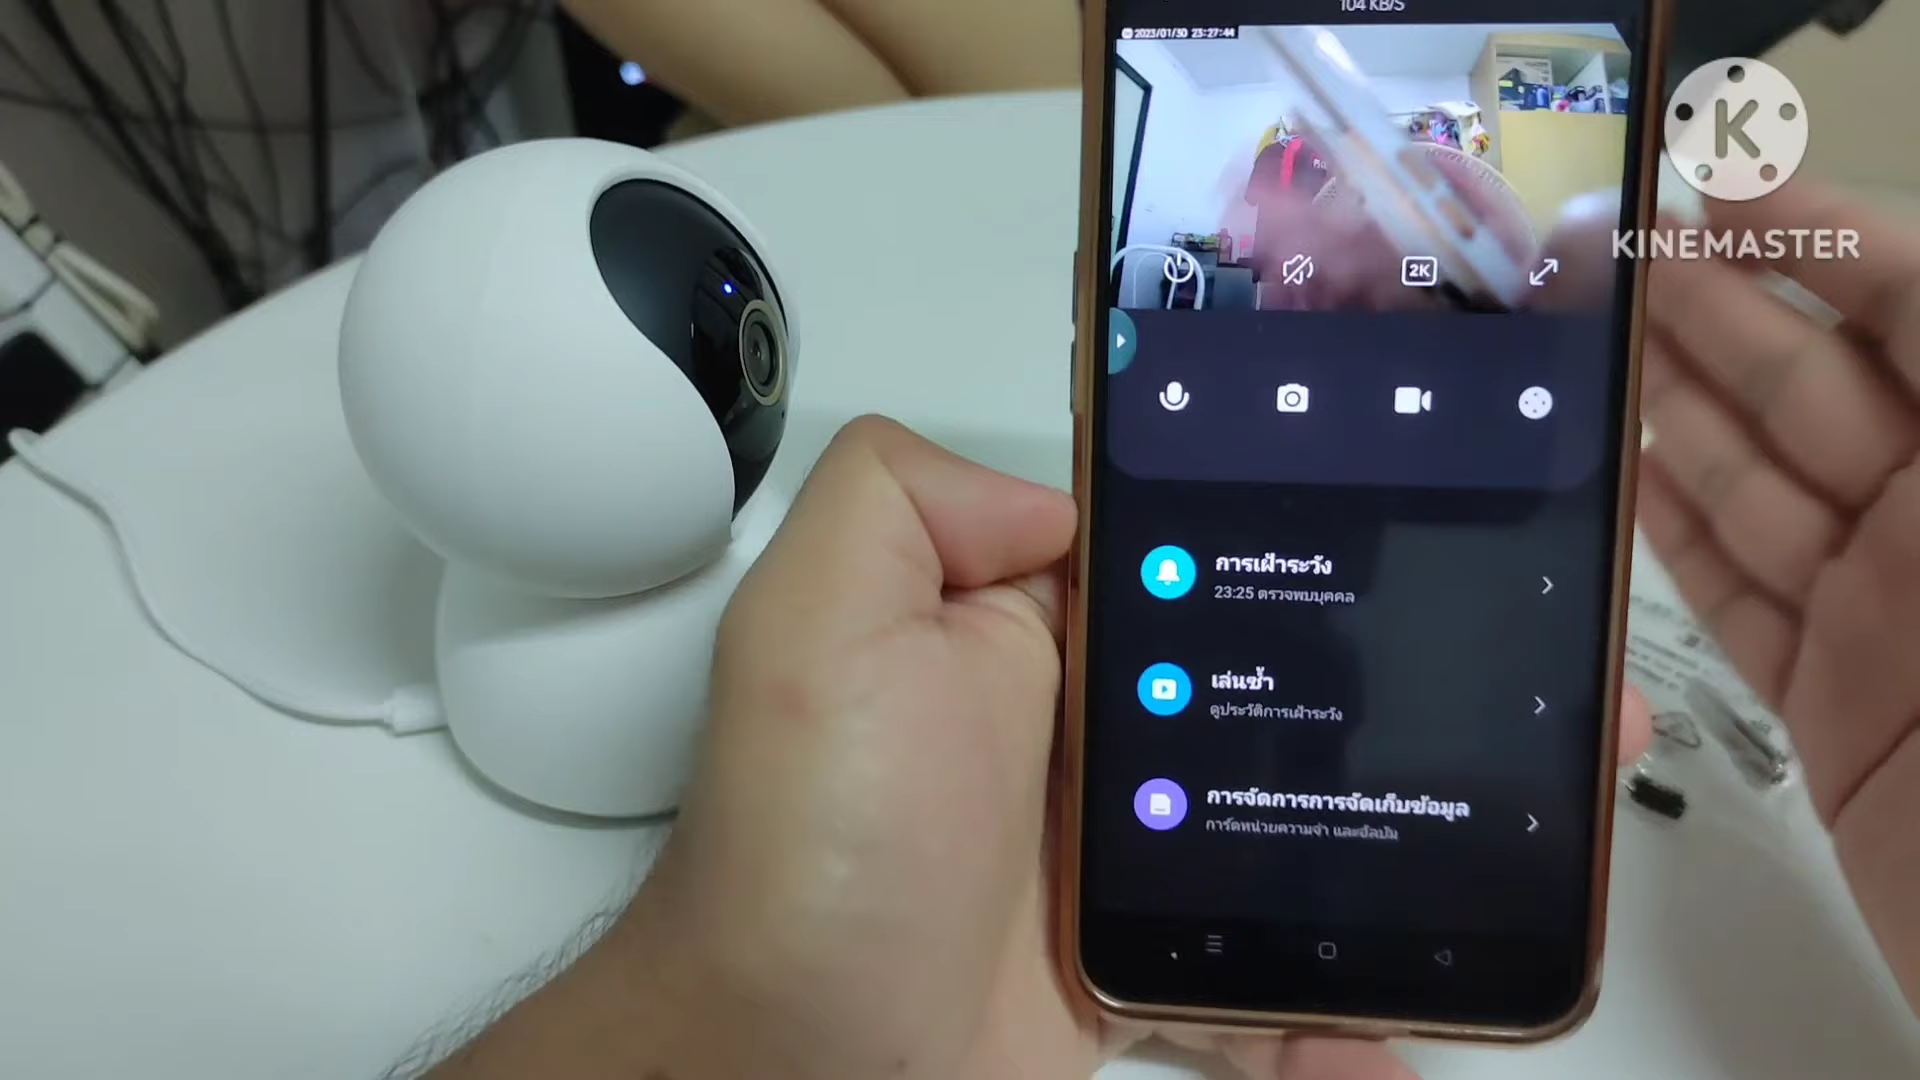 104 KB/S
2023/01/30 23:27:44
K
KINEMASTER
2K
การเฝ้าระวัง
23:25 ตรวจพบบุคคล
เล่นซ้ำ
ดูประวัติการเฝ้าระวัง
การจัดการการจัดเก็บข้อมูล
การ์ดหน่วยความจำ และอัลบั้ม